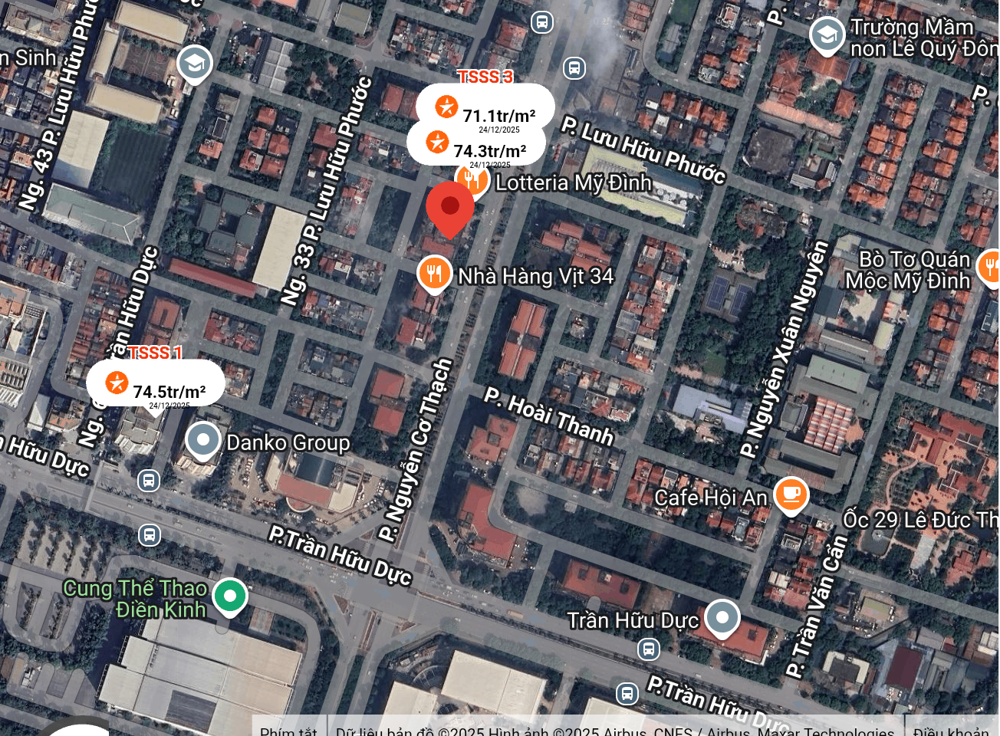 Trường Mầm
non Lê Quý Đôn
n Sinh
Ng. 43 P. Lưu Hữu Phước
TSSS 3
71.1tr/m²
24/12/2025
74.3tr/m²
24/12/2025
P. Lưu Hữu Phước
Lotteria Mỹ Đình
Ng. 33 P. Lưu Hữu Phước
Nhà Hàng Vịt 34
Bò Tơ Quán
Mộc Mỹ Đình
P. Nguyễn Xuân Nguyên
TSSS 1
74.5tr/m²
24/12/2025
P. Hoài Thanh
P. Nguyễn Cơ Thạch
Danko Group
Hữu Dực
Cafe Hội An
Ốc 29 Lê Đức Th
P.Trần Hữu Dực
Cung Thể Thao
Điền Kinh
Trần Hữu Dực
P. Trần Văn Cẩn
P.Trần Hữu Dực
Phím tắt
Dữ liệu bản đồ ©2025 Hình ảnh ©2025 Airbus, CNES / Airbus, Maxar Technologies
Điều khoản